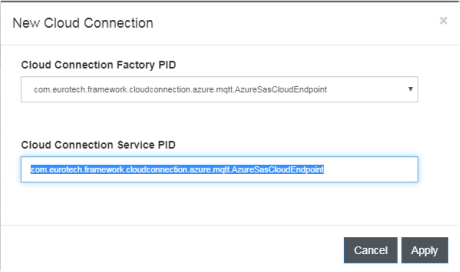 New Cloud Connection
×
Cloud Connection Factory PID
com.eurotech.framework.cloudconnection.azure.mqtt.AzureSasCloudEndpoint
Cloud Connection Service PID
com.eurotech.framework.cloudconnection.azure.mqtt.AzureSasCloudEndpoint
Cancel Apply